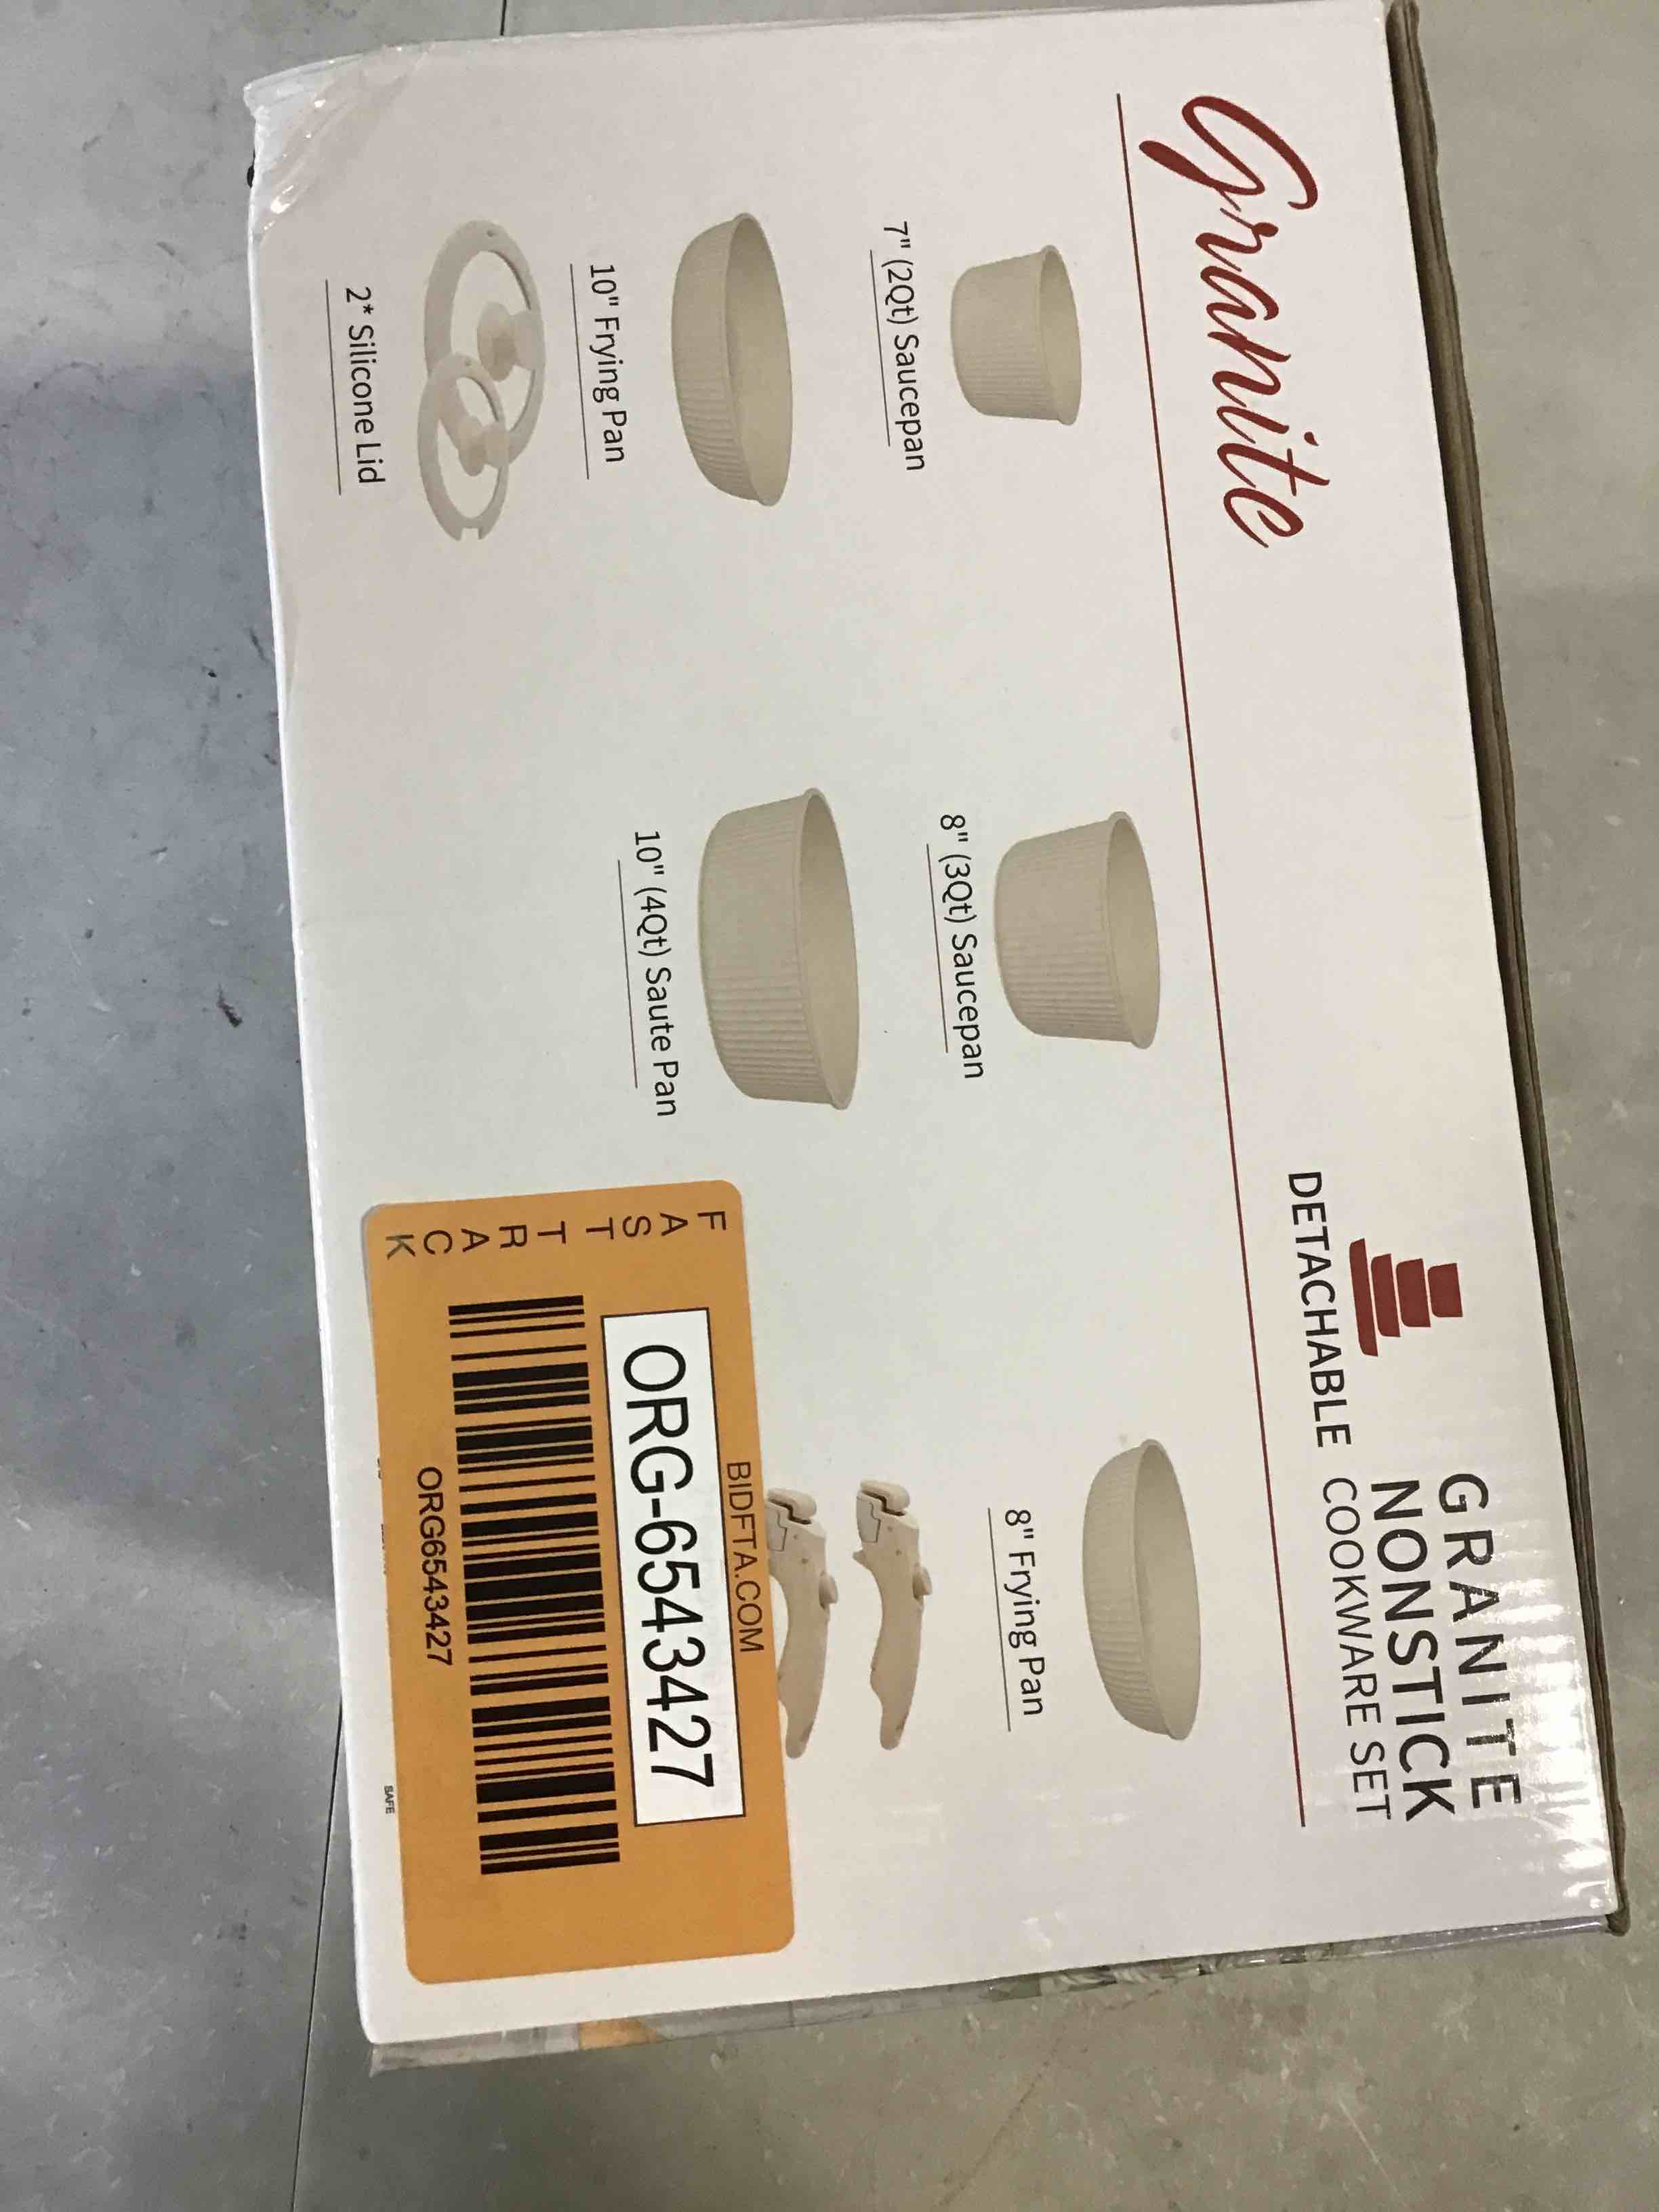 Granite
GRANITE
NONSTICK
DETACHABLE COOKWARE SET
7" (2Qt) Saucepan
8" (3Qt) Saucepan
8" Frying Pan
10" Frying Pan
10" (4Qt) Saute Pan
2* Silicone Lid
FAST TRACK
BIDFTA.COM
ORG-6543427
ORG6543427
SAFE